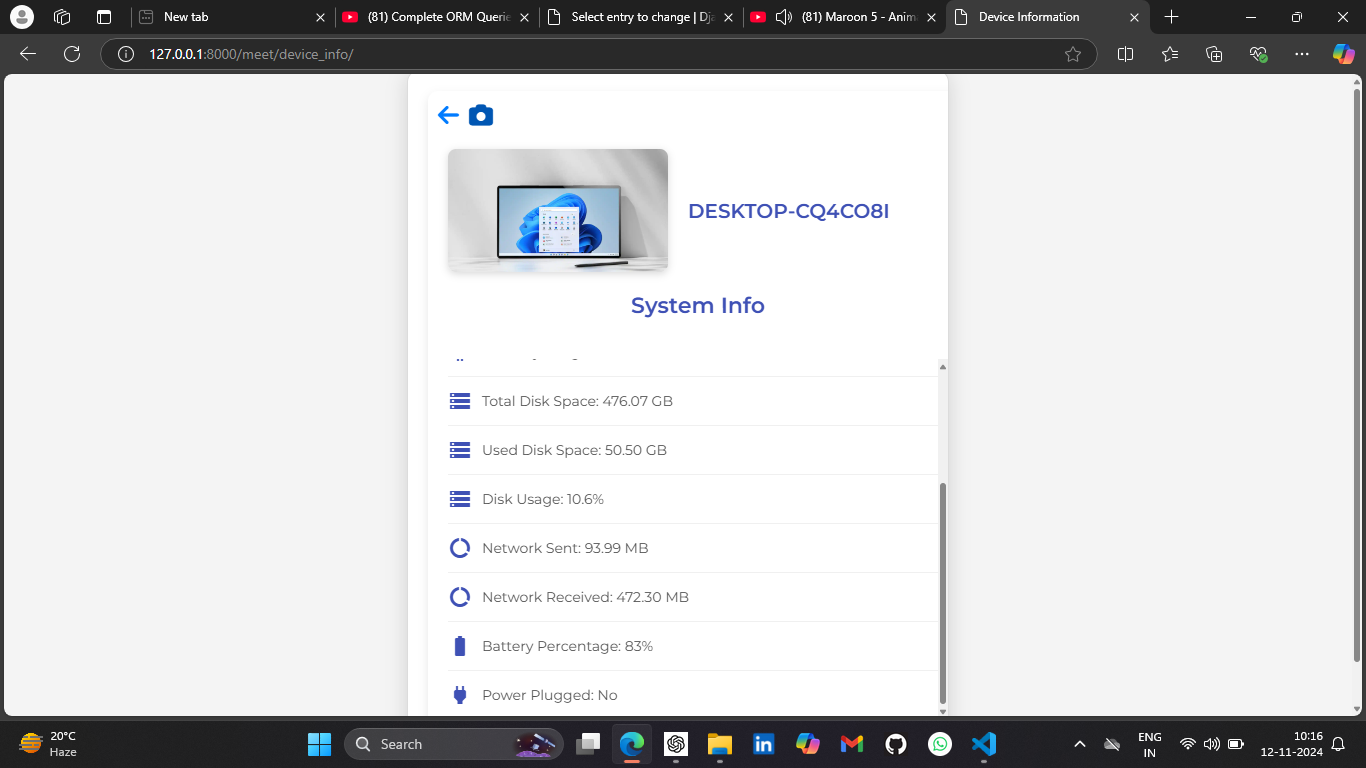 New tab
(81) Complete ORM Querie
Select entry to change | Dja
(81) Maroon 5 - Anima
Device Information
127.0.0.1:8000/meet/device_info/
DESKTOP-CQ4CO8I
System Info
Total Disk Space: 476.07 GB
Used Disk Space: 50.50 GB
Disk Usage: 10.6%
Network Sent: 93.99 MB
Network Received: 472.30 MB
Battery Percentage: 83%
Power Plugged: No
20°C
Haze
Search
ENG
IN
10:16
12-11-2024